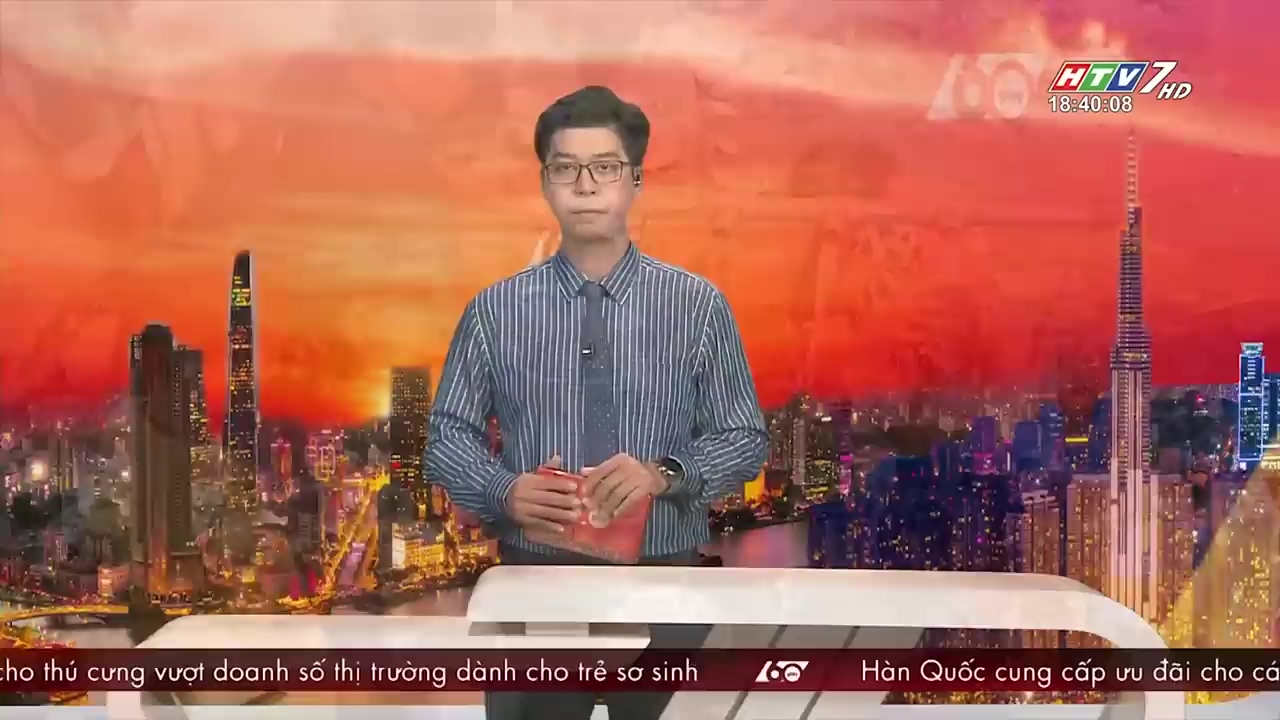 HTV7 HD
18:40:08
cho thú cưng vượt doanh số thị trường dành cho trẻ sơ sinh 60 Hàn Quốc cung cấp ưu đãi cho cá